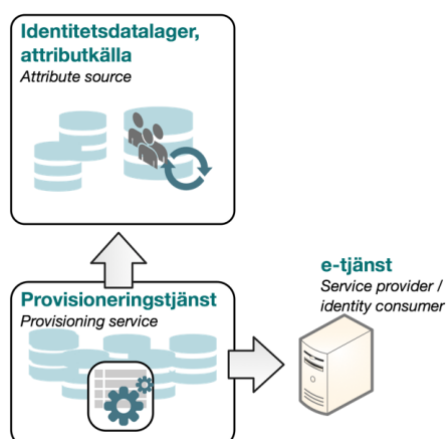 Identitetsdatalager,
attributkälla
Attribute source
Provisioneringstjänst
Provisioning service
e-tjänst
Service provider /
identity consumer